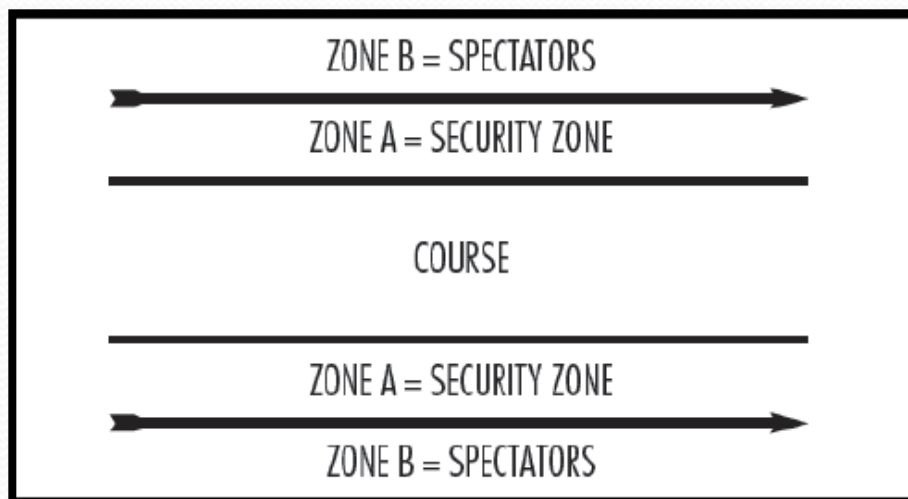 ZONE B = SPECTATORS
ZONE A = SECURITY ZONE
COURSE
ZONE A = SECURITY ZONE
ZONE B = SPECTATORS